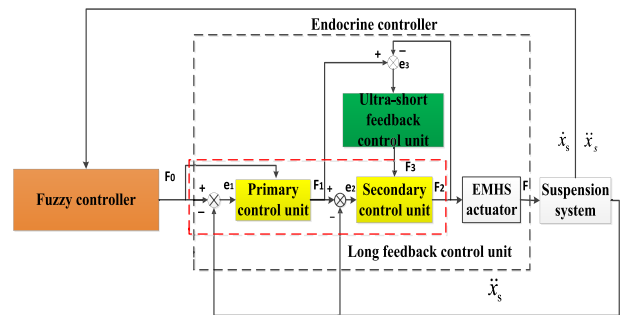 Endocrine controller
+
−
e₃
Ultra-short
feedback
control unit
ẋₛ ẍₛ
F₀
F₃
Fuzzy controller
+
−
e₁
Primary
control unit
F₁
+
−
e₂
Secondary
control unit
F₂
EMHS
actuator
F
Suspension
system
Long feedback control unit
ẍₛ